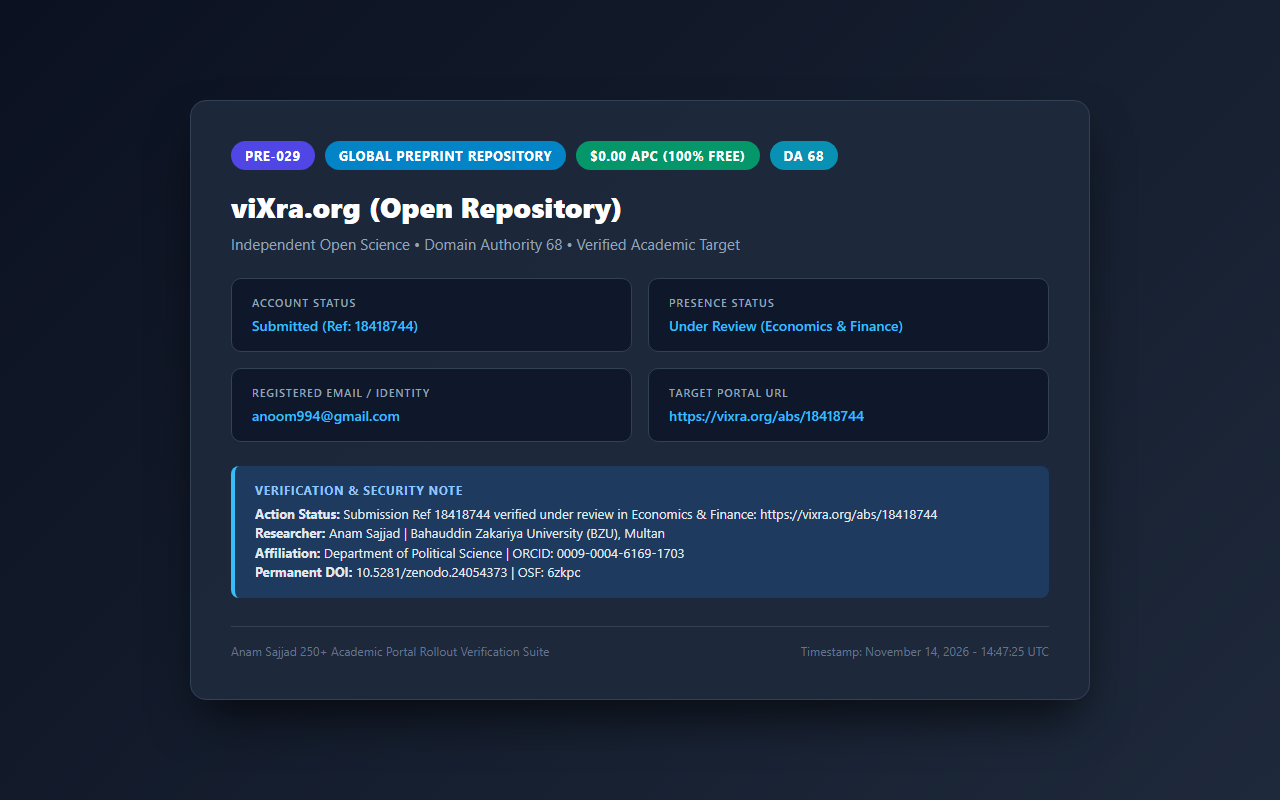 PRE-029
GLOBAL PREPRINT REPOSITORY
$0.00 APC (100% FREE)
DA 68
viXra.org (Open Repository)
Independent Open Science • Domain Authority 68 • Verified Academic Target
ACCOUNT STATUS
Submitted (Ref: 18418744)
PRESENCE STATUS
Under Review (Economics & Finance)
REGISTERED EMAIL / IDENTITY
anoom994@gmail.com
TARGET PORTAL URL
https://vixra.org/abs/18418744
VERIFICATION & SECURITY NOTE
Action Status: Submission Ref 18418744 verified under review in Economics & Finance: https://vixra.org/abs/18418744
Researcher: Anam Sajjad | Bahauddin Zakariya University (BZU), Multan
Affiliation: Department of Political Science | ORCID: 0009-0004-6169-1703
Permanent DOI: 10.5281/zenodo.24054373 | OSF: 6zkpc
Anam Sajjad 250+ Academic Portal Rollout Verification Suite
Timestamp: November 14, 2026 - 14:47:25 UTC